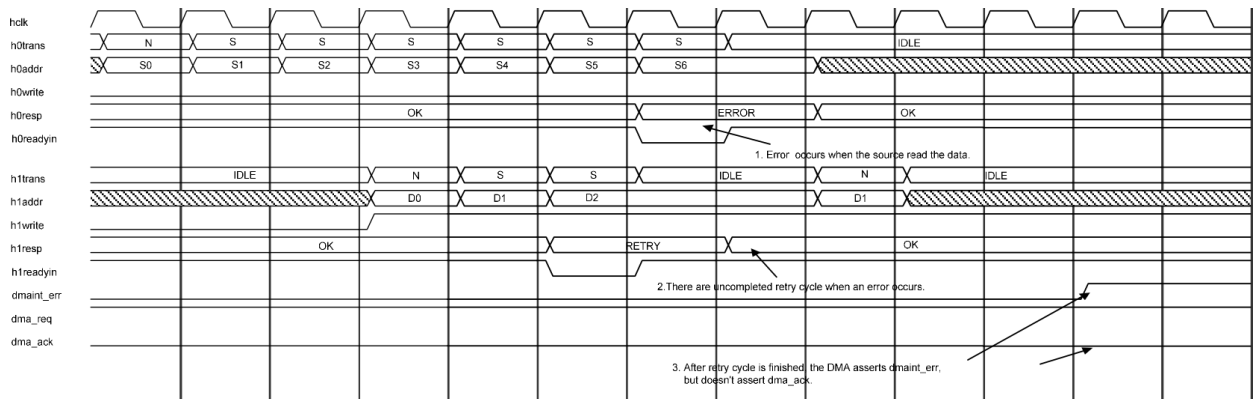 hclk
h0trans N S S S S S S IDLE
h0addr S0 S1 S2 S3 S4 S5 S6
h0write
h0resp OK ERROR OK
h0readyin
1. Error occurs when the source read the data.
h1trans IDLE N S S IDLE N IDLE
h1addr D0 D1 D2 D1
h1write
h1resp OK RETRY OK
h1readyin
2.There are uncompleted retry cycle when an error occurs.
dmaint_err
dma_req
dma_ack
3. After retry cycle is finished, the DMA asserts dmaint_err,
but doesn't assert dma_ack.